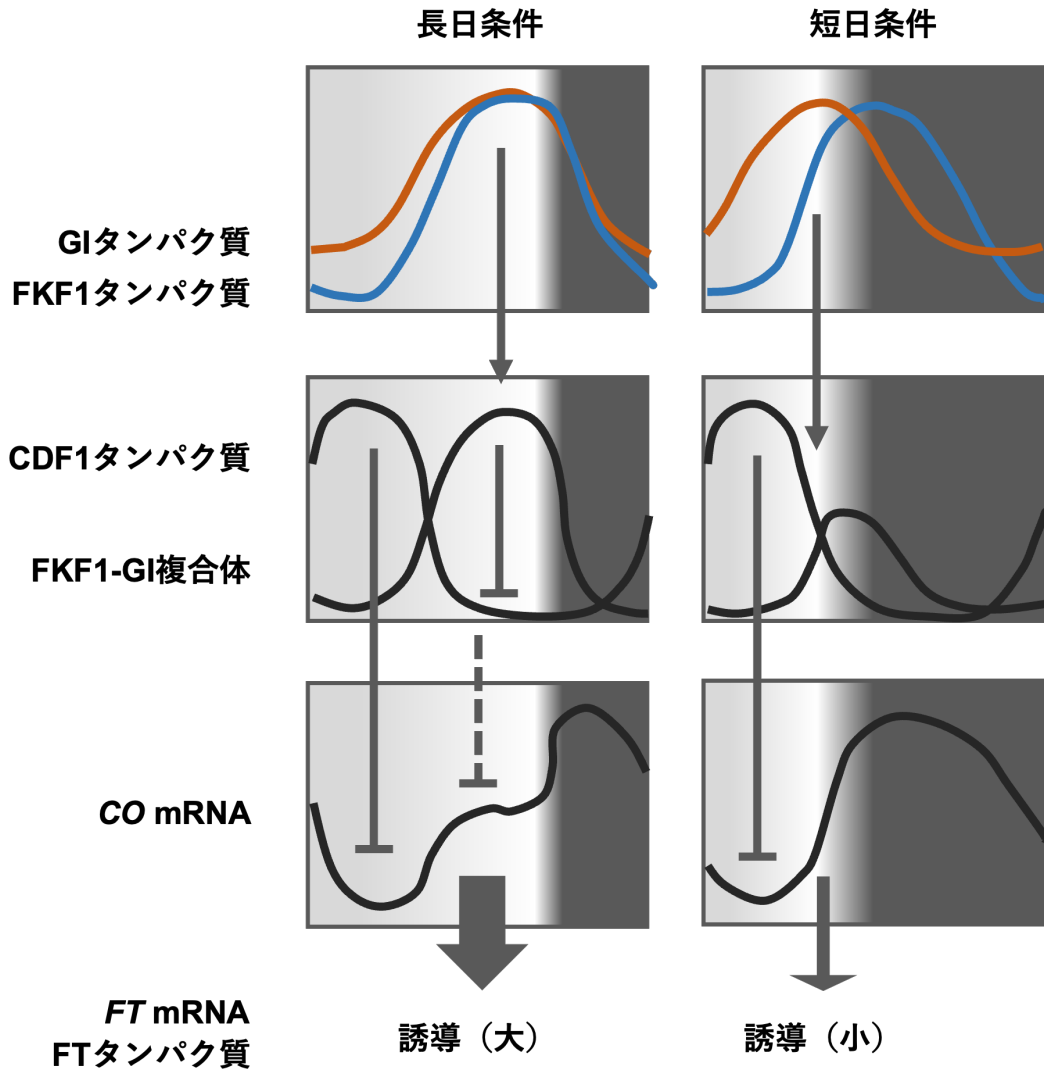 長日条件
短日条件
GIタンパク質
FKF1タンパク質
CDF1タンパク質
FKF1-GI複合体
CO mRNA
FT mRNA
FTタンパク質
誘導（大）
誘導（小）